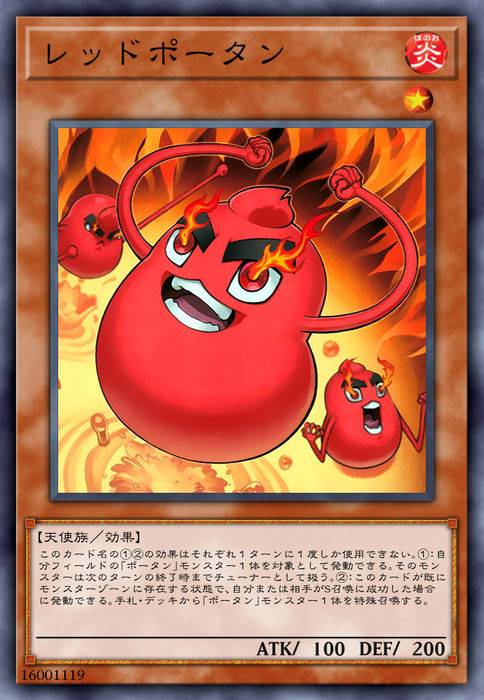 レッドポータン
ほのお
炎
【天使族／効果】
このカード名の①②の効果はそれぞれ１ターンに１度しか使用できない。①：自
分フィールドの「ポータン」モンスター１体を対象として発動できる。そのモン
スターは次のターンの終了時までチューナーとして扱う。②：このカードが既に
モンスターゾーンに存在する状態で、自分または相手がS召喚に成功した場合
に発動できる。手札・デッキから「ポータン」モンスター１体を特殊召喚する。
ATK/ 100 DEF/ 200
16001119